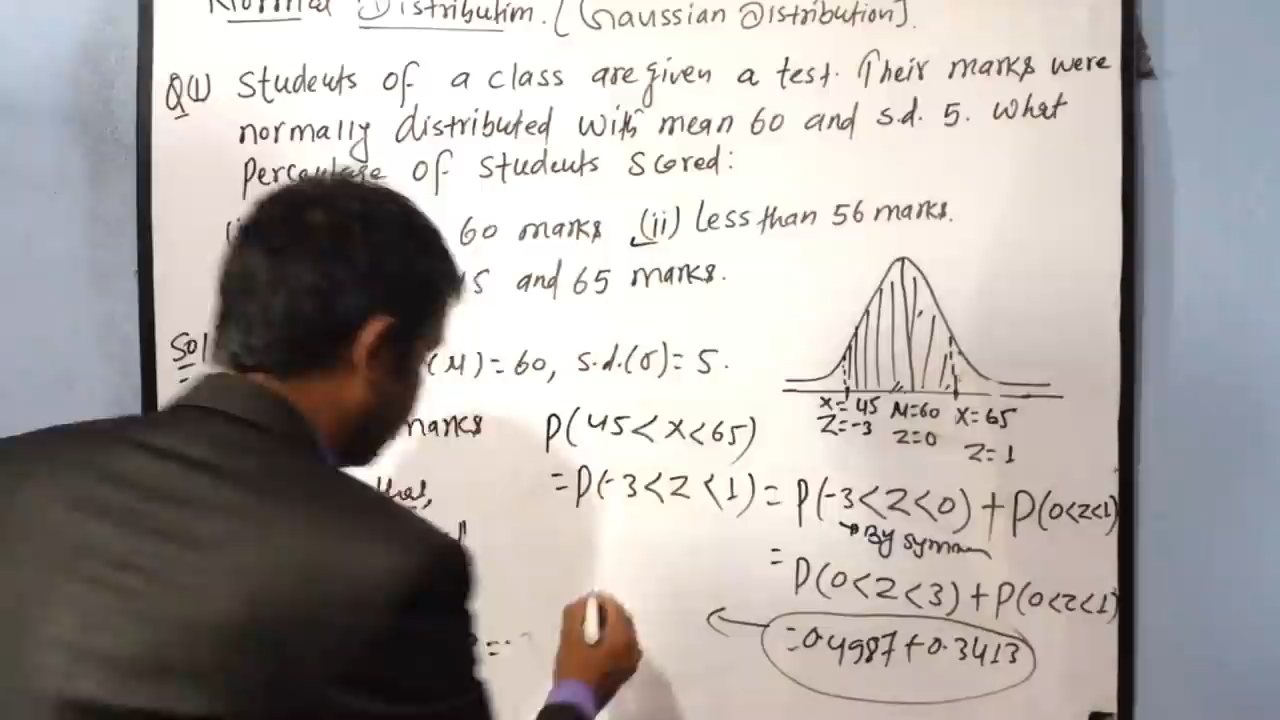 Normal Distribution. [Gaussian Distribution].
Q(1) Students of a class are given a test. Their marks were
normally distributed with mean 60 and s.d. 5. What
Percentage of students scored:
60 marks (ii) less than 56 marks.
and 65 marks.
Sol
(M)=60, s.d.(σ)=5.
marks
that,
P(45<x<65)
=P(-3<Z<1)=P(-3<Z<0)+P(0<Z<1)
→By symm
=P(0<Z<3)+P(0<Z<1)
=0.4987+0.3413
X=45 M=60 X=65
Z=-3 Z=0 Z=1